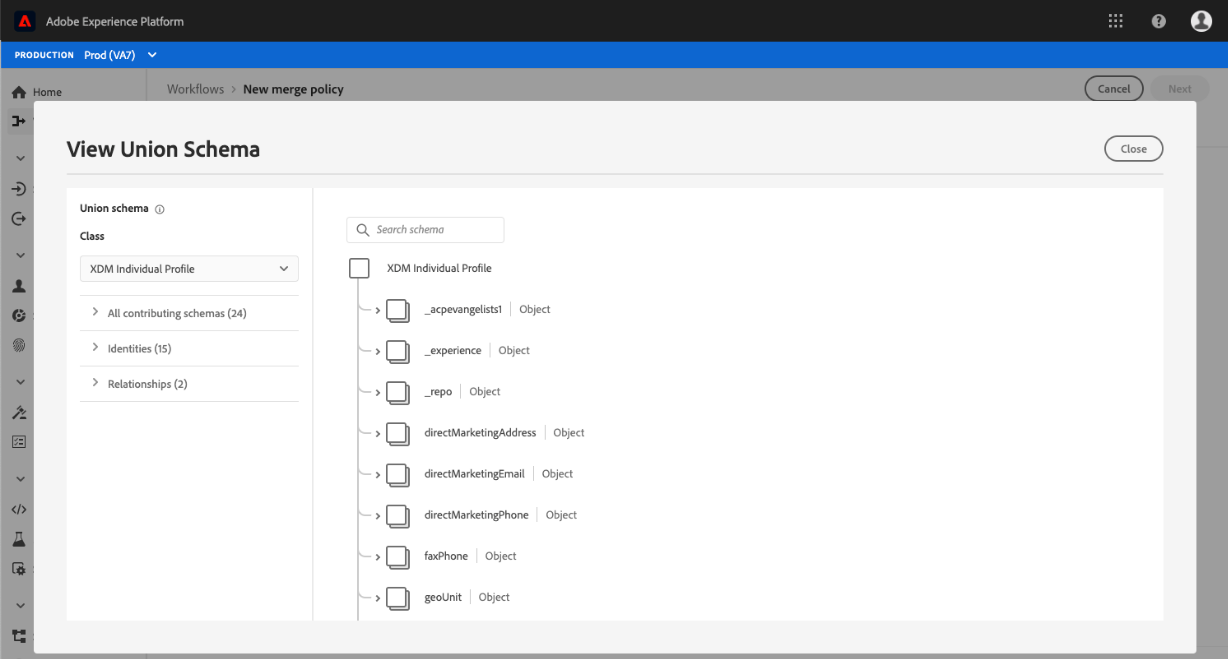 Adobe Experience Platform
PRODUCTION Prod (VA7)
Home
Workflows > New merge policy
Cancel
Next
View Union Schema
Close
Union schema
Class
XDM Individual Profile
All contributing schemas (24)
Identities (15)
Relationships (2)
Search schema
XDM Individual Profile
_acpevangelists1 | Object
_experience | Object
_repo | Object
directMarketingAddress | Object
directMarketingEmail | Object
directMarketingPhone | Object
faxPhone | Object
geoUnit | Object